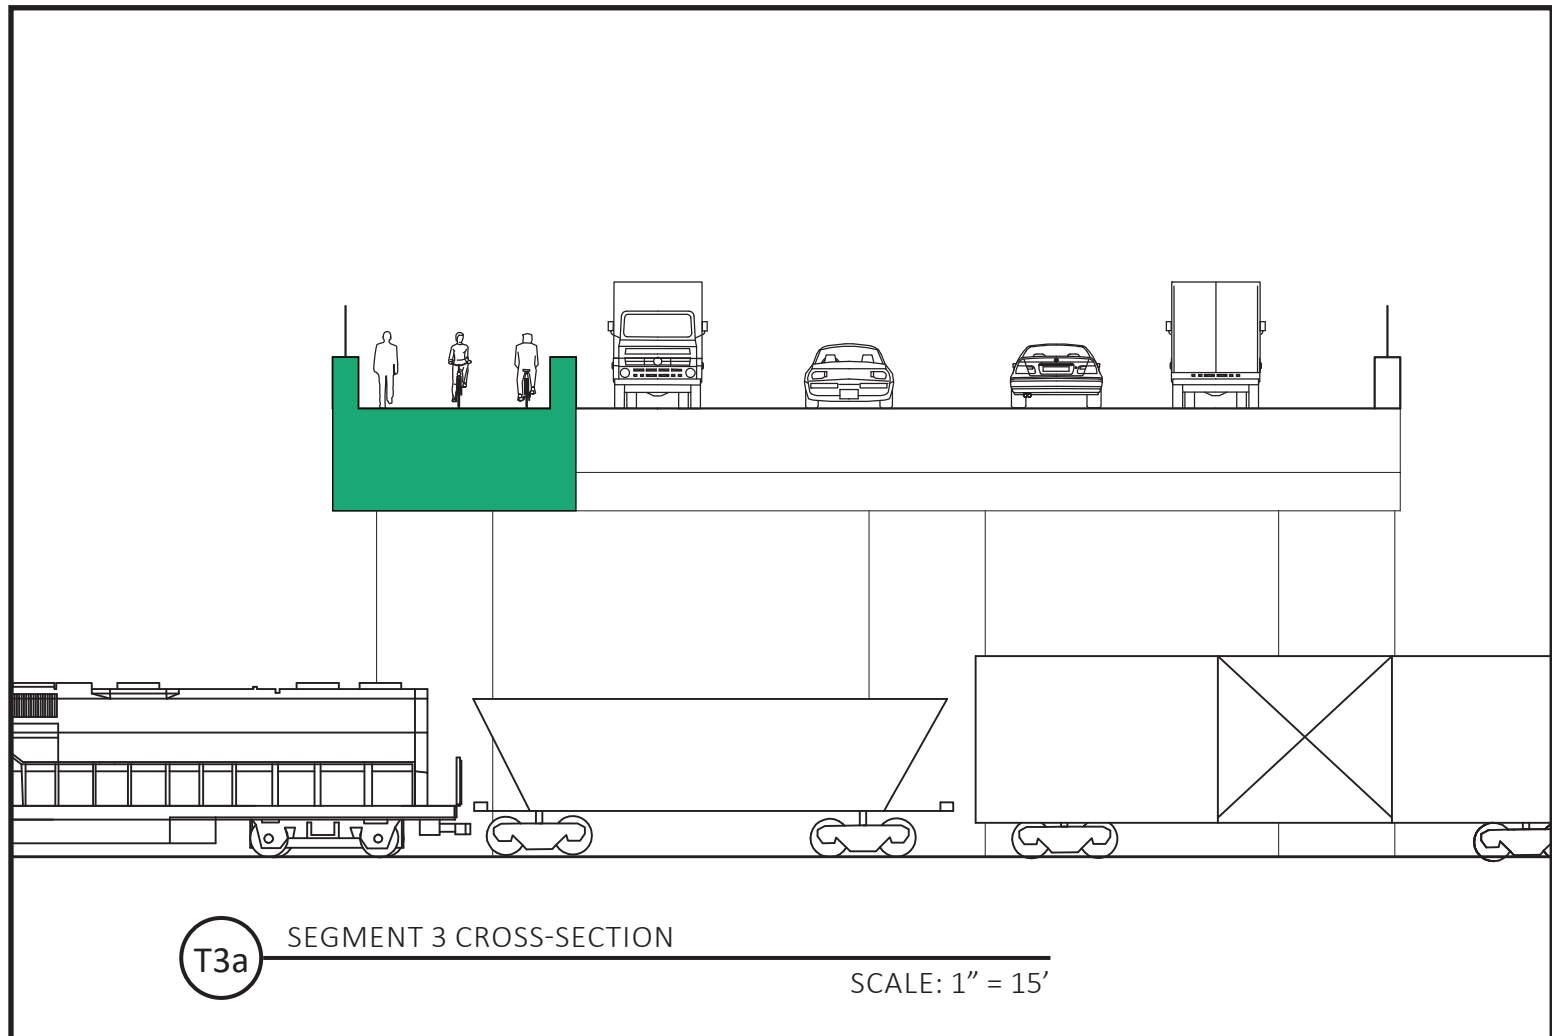 T3a
SEGMENT 3 CROSS-SECTION
SCALE: 1” = 15’